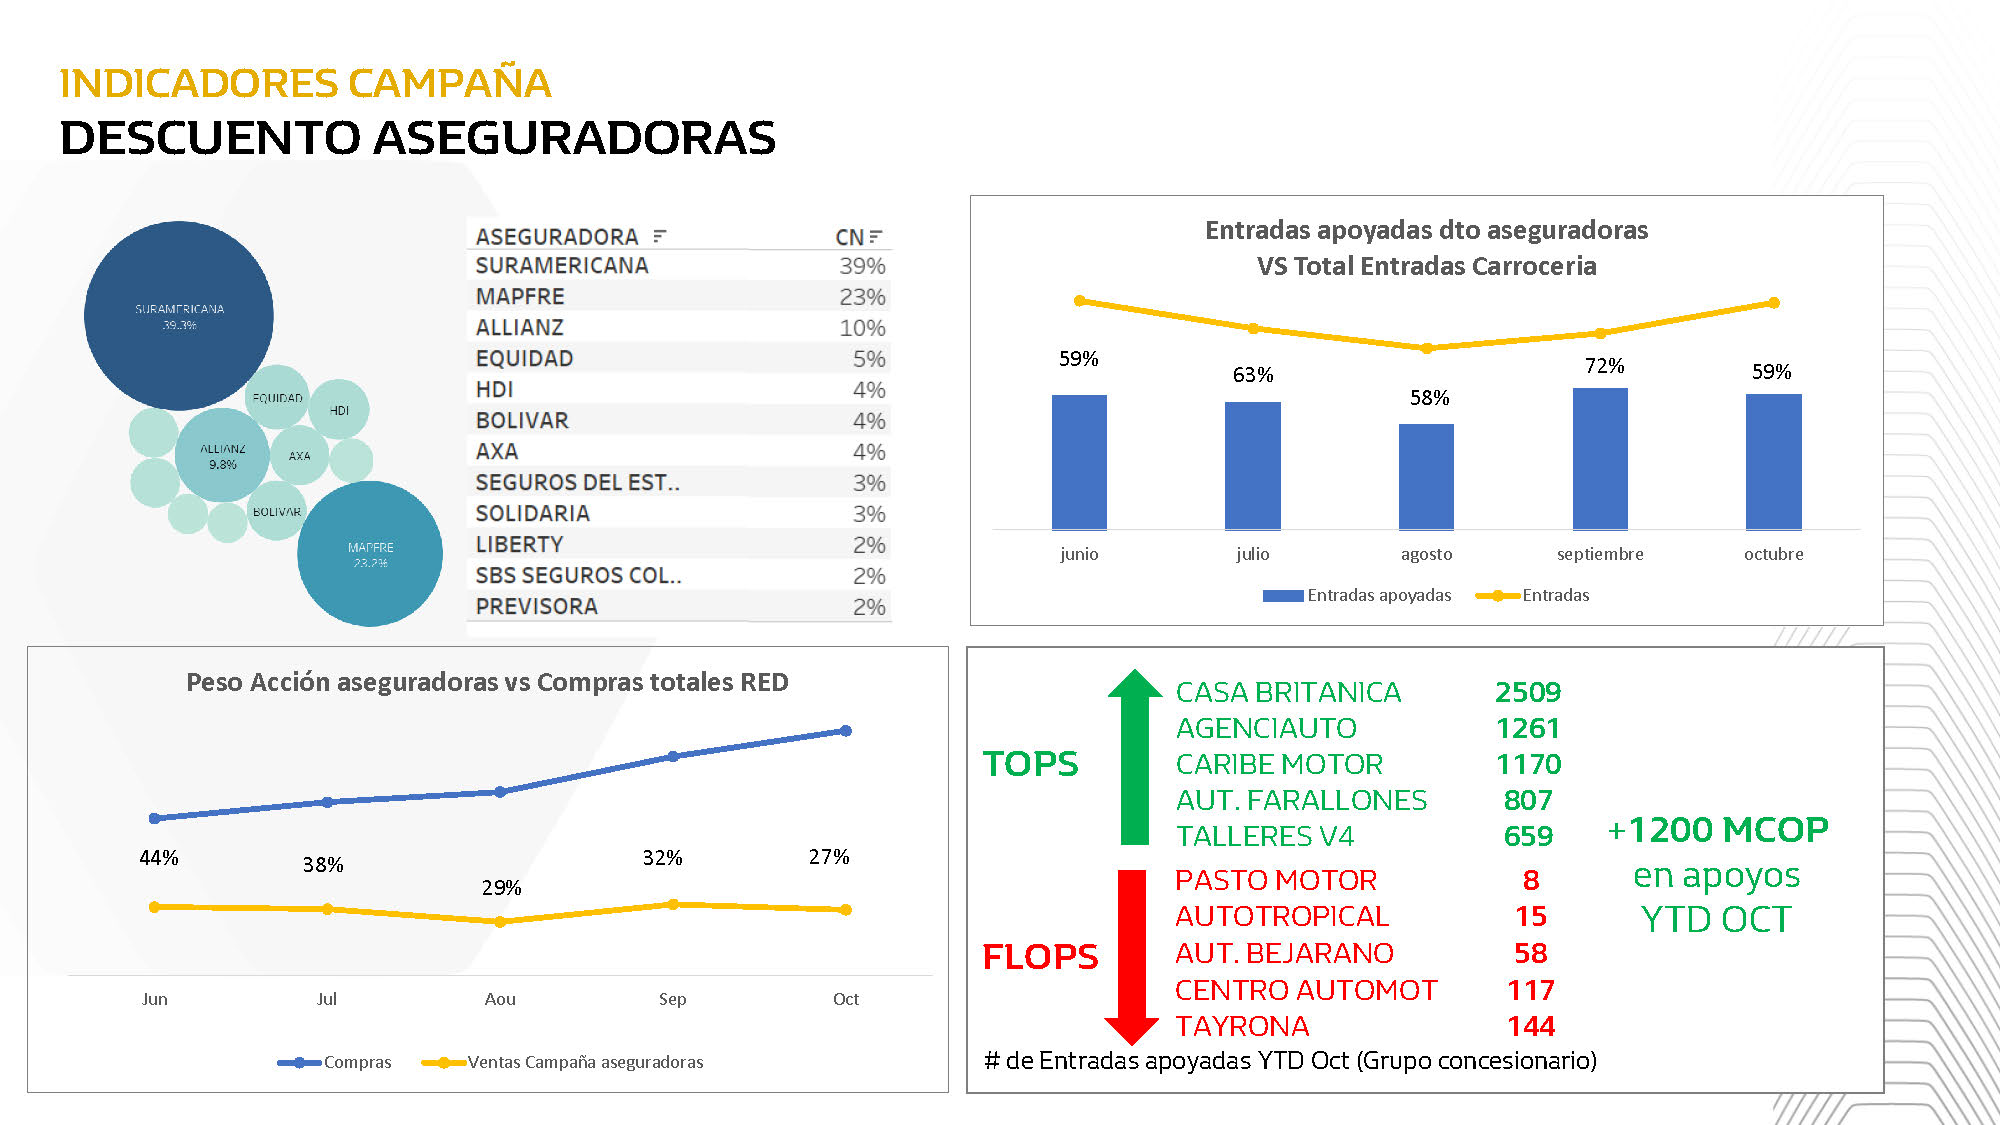 INDICADORES CAMPAÑA
DESCUENTO ASEGURADORAS
SURAMERICANA
39.3%
EQUIDAD
HDI
ALLIANZ
9.8%
AXA
BOLIVAR
MAPFRE
23.2%
ASEGURADORA CN
SURAMERICANA 39%
MAPFRE 23%
ALLIANZ 10%
EQUIDAD 5%
HDI 4%
BOLIVAR 4%
AXA 4%
SEGUROS DEL EST.. 3%
SOLIDARIA 3%
LIBERTY 2%
SBS SEGUROS COL.. 2%
PREVISORA 2%
Entradas apoyadas dto aseguradoras
VS Total Entradas Carroceria
59% 63% 58% 72% 59%
junio julio agosto septiembre octubre
Entradas apoyadas Entradas
Peso Acción aseguradoras vs Compras totales RED
44% 38% 29% 32% 27%
Jun Jul Aou Sep Oct
Compras Ventas Campaña aseguradoras
TOPS
CASA BRITANICA 2509
AGENCIAUTO 1261
CARIBE MOTOR 1170
AUT. FARALLONES 807
TALLERES V4 659
FLOPS
PASTO MOTOR 8
AUTOTROPICAL 15
AUT. BEJARANO 58
CENTRO AUTOMOT 117
TAYRONA 144
+1200 MCOP
en apoyos
YTD OCT
# de Entradas apoyadas YTD Oct (Grupo concesionario)